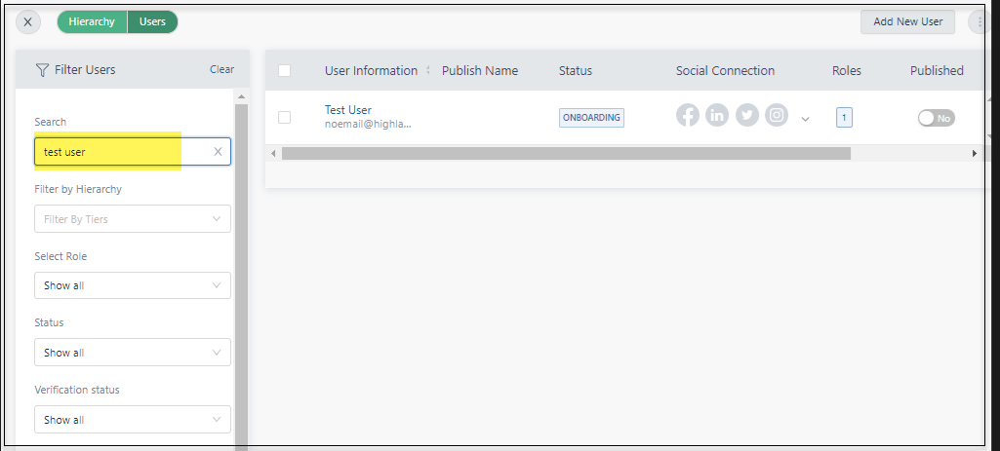 Hierarchy Users Add New User
Filter Users Clear
User Information Publish Name Status Social Connection Roles Published
Search
test user
Test User
noemail@highla...
ONBOARDING
1
No
Filter by Hierarchy
Filter By Tiers
Select Role
Show all
Status
Show all
Verification status
Show all